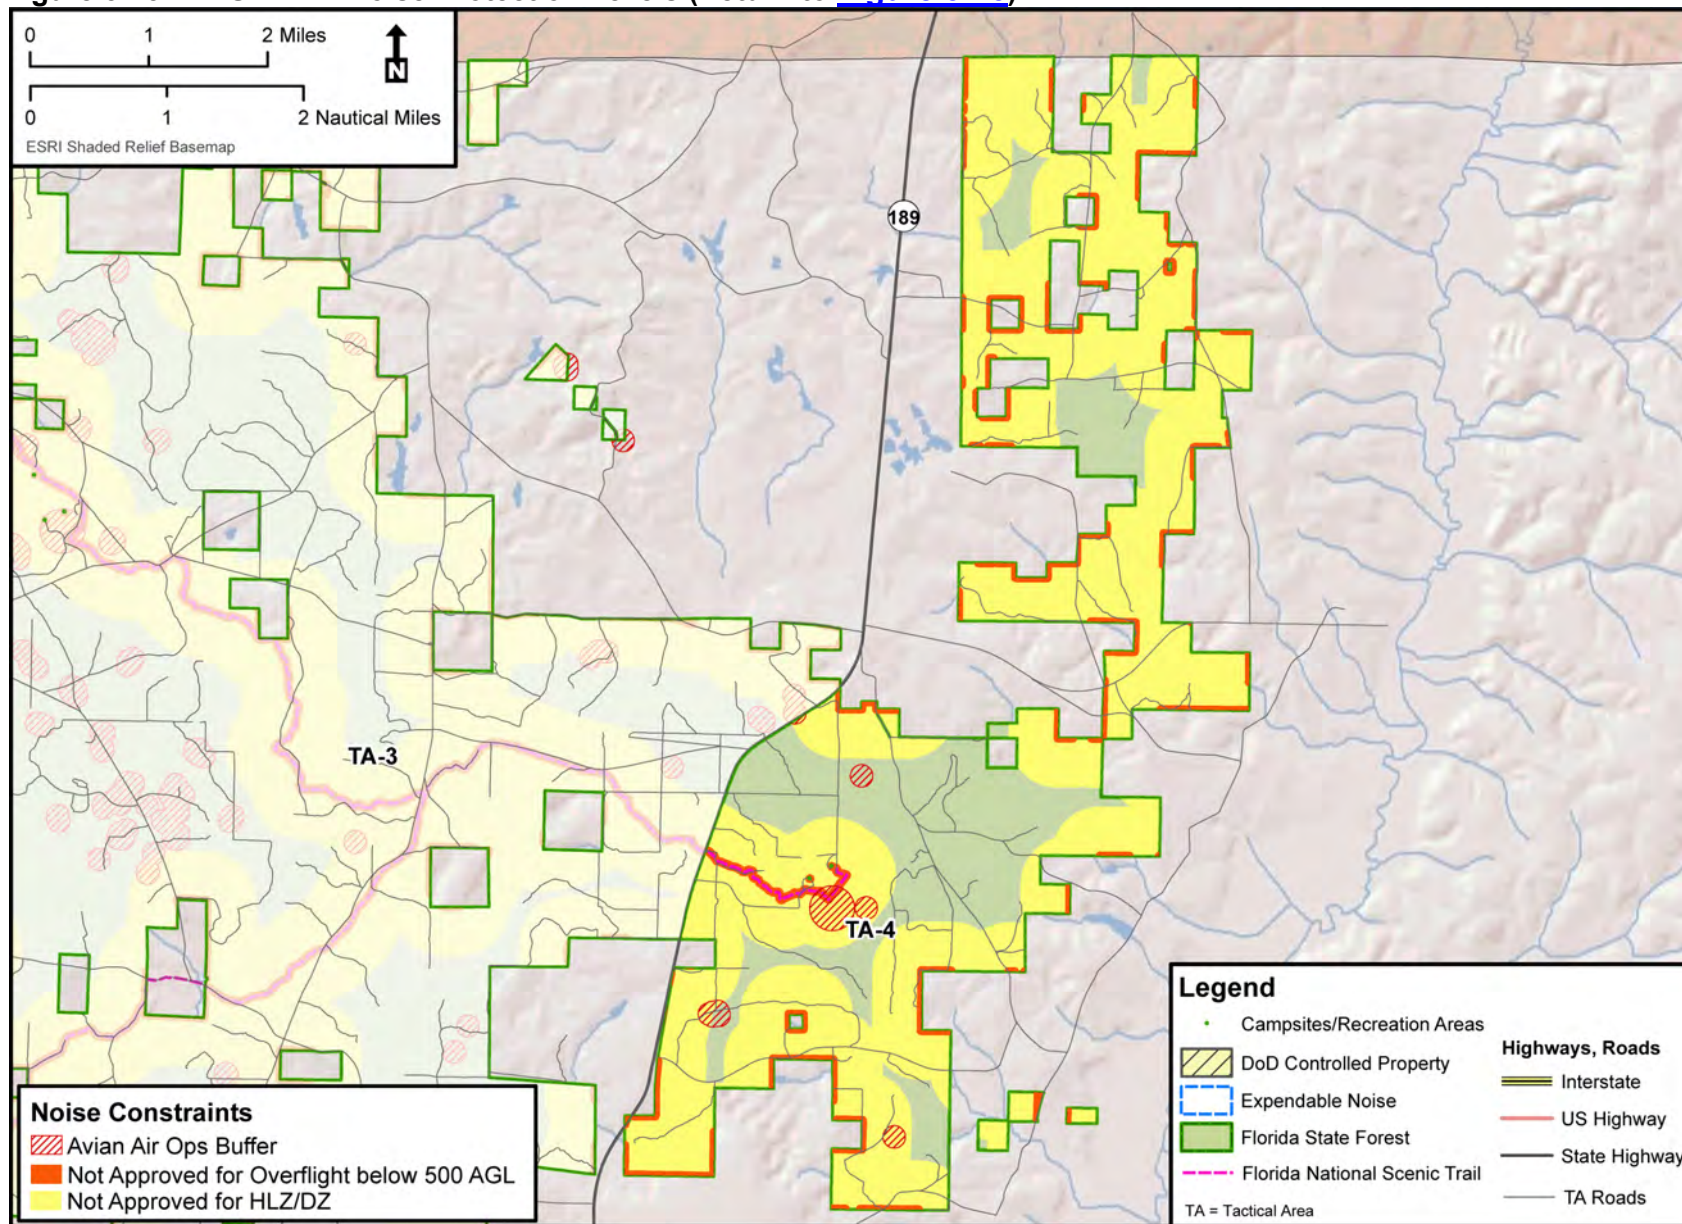 0 1 2 Miles
N
0 1 2 Nautical Miles
ESRI Shaded Relief Basemap
189
TA-3
TA-4
Noise Constraints
Avian Air Ops Buffer
Not Approved for Overflight below 500 AGL
Not Approved for HLZ/DZ
Legend
Campsites/Recreation Areas
DoD Controlled Property
Expendable Noise
Florida State Forest
Florida National Scenic Trail
TA = Tactical Area
Highways, Roads
Interstate
US Highway
State Highway
TA Roads